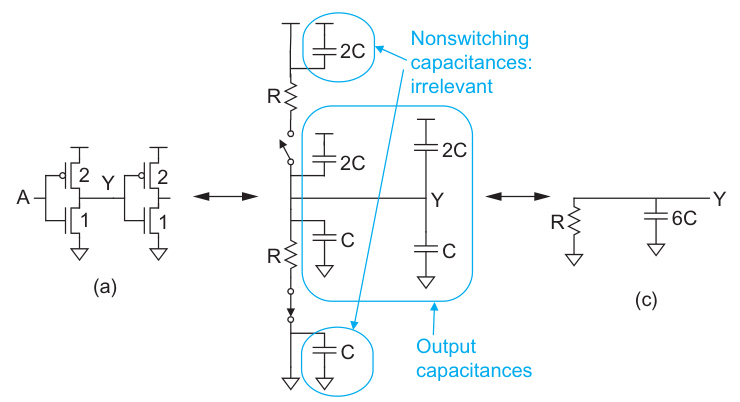 Nonswitching
capacitances:
irrelevant
2C
R
2C
2C
A
2
Y
2
1
1
Y
Y
R
6C
C
C
R
(a)
(c)
C
Output
capacitances